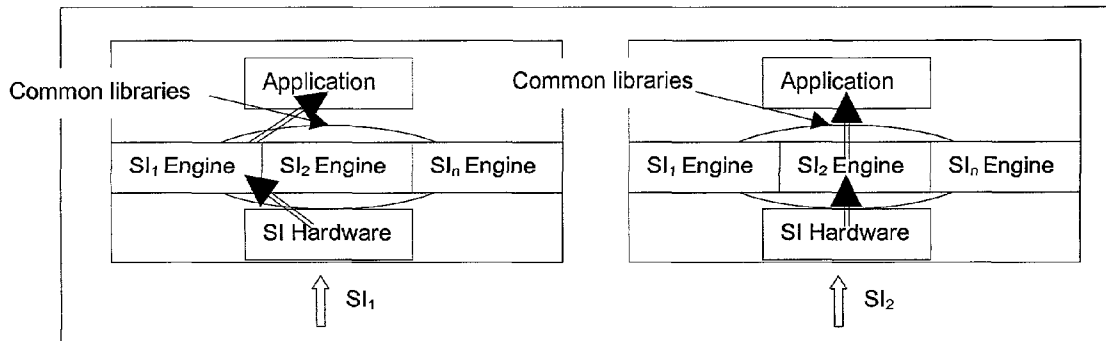 Application
Common libraries
SI₁ Engine
SI₂ Engine
SIₙ Engine
SI Hardware
SI₁
Application
Common libraries
SI₁ Engine
SI₂ Engine
SIₙ Engine
SI Hardware
SI₂